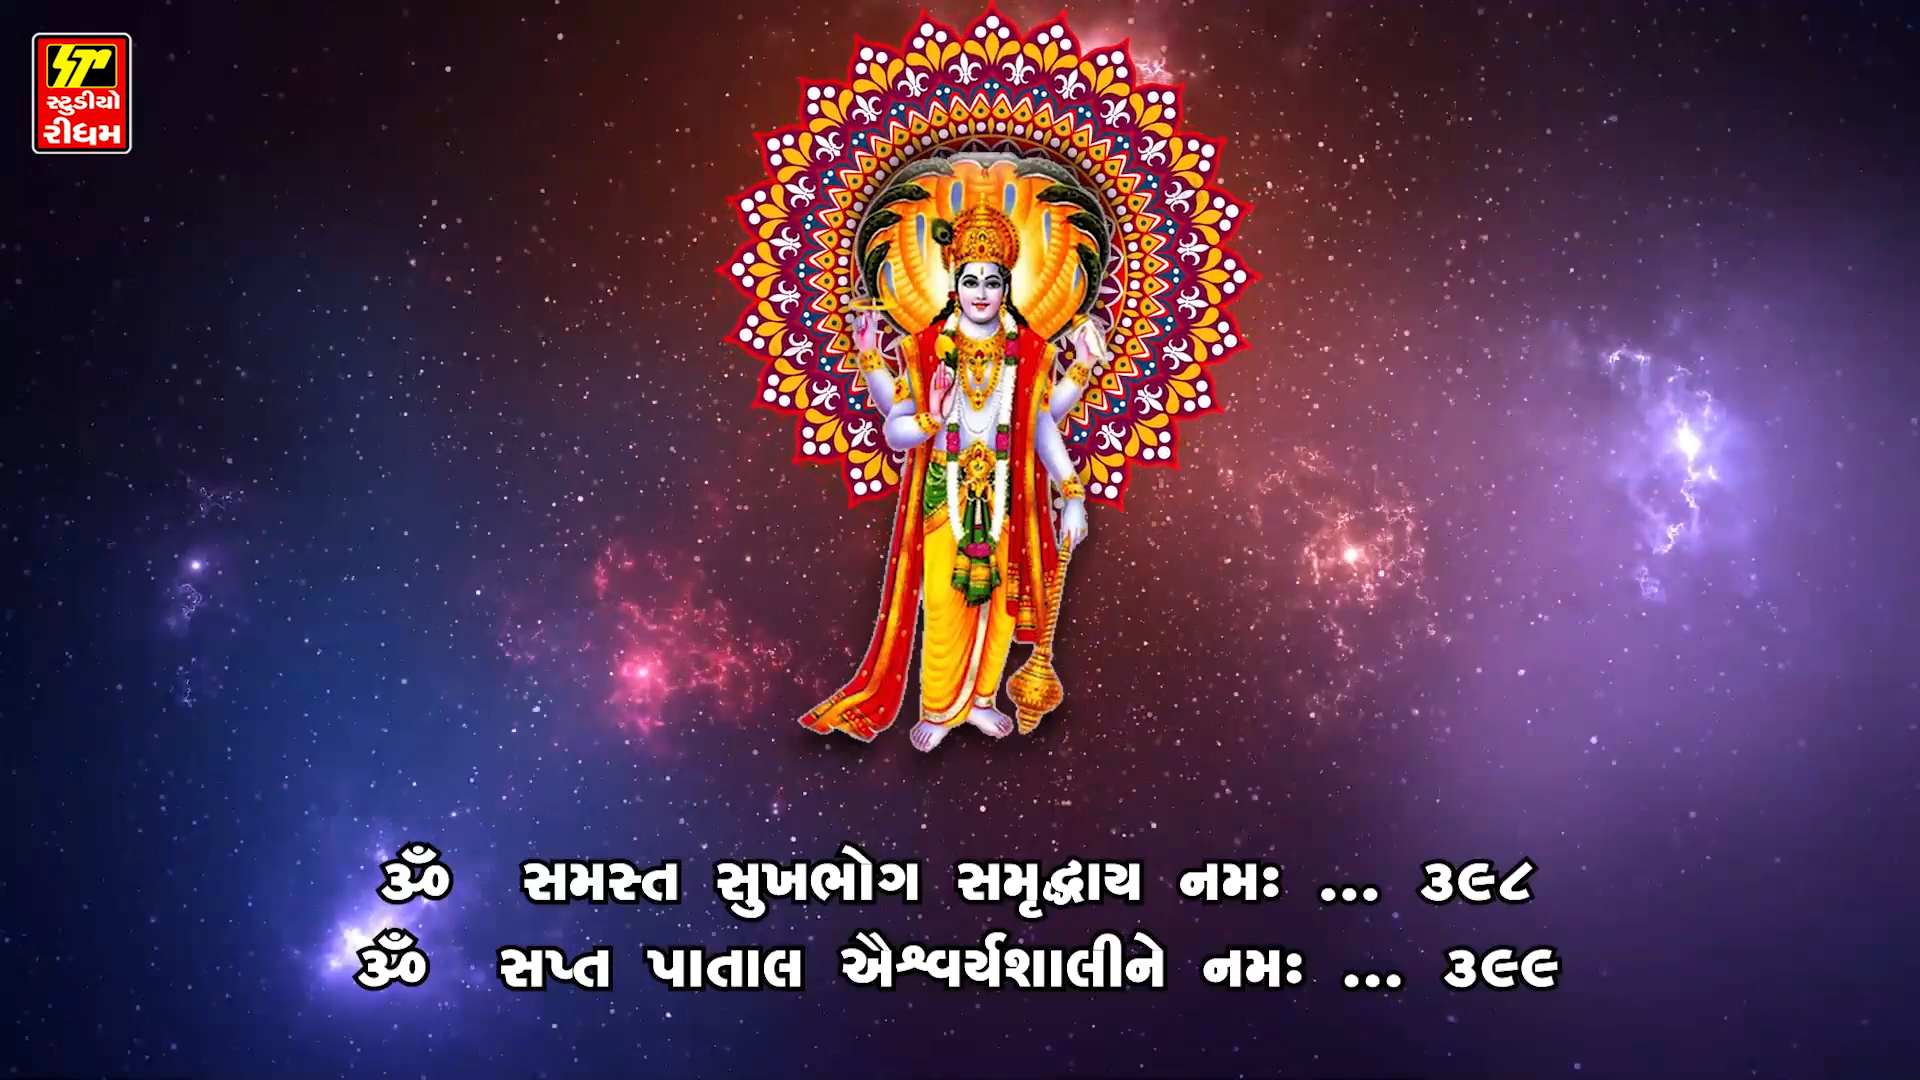 સ્ટુડીયો
રીધમ
ૐ સમસ્ત સુખભોગ સમૃદ્ધાય નમઃ ... ૩૯૮
ૐ સપ્ત પાતાલ ઐશ્વર્યશાલીને નમઃ ... ૩૯૯